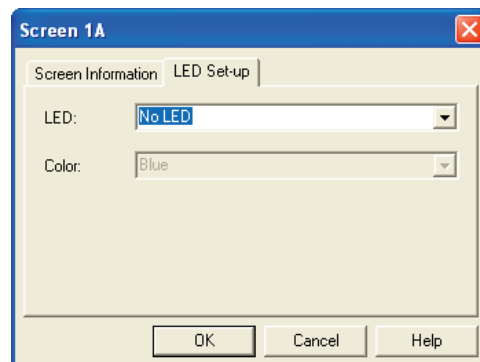 Screen 1A
Screen Information LED Set-up
LED: No LED
Color: Blue
OK Cancel Help